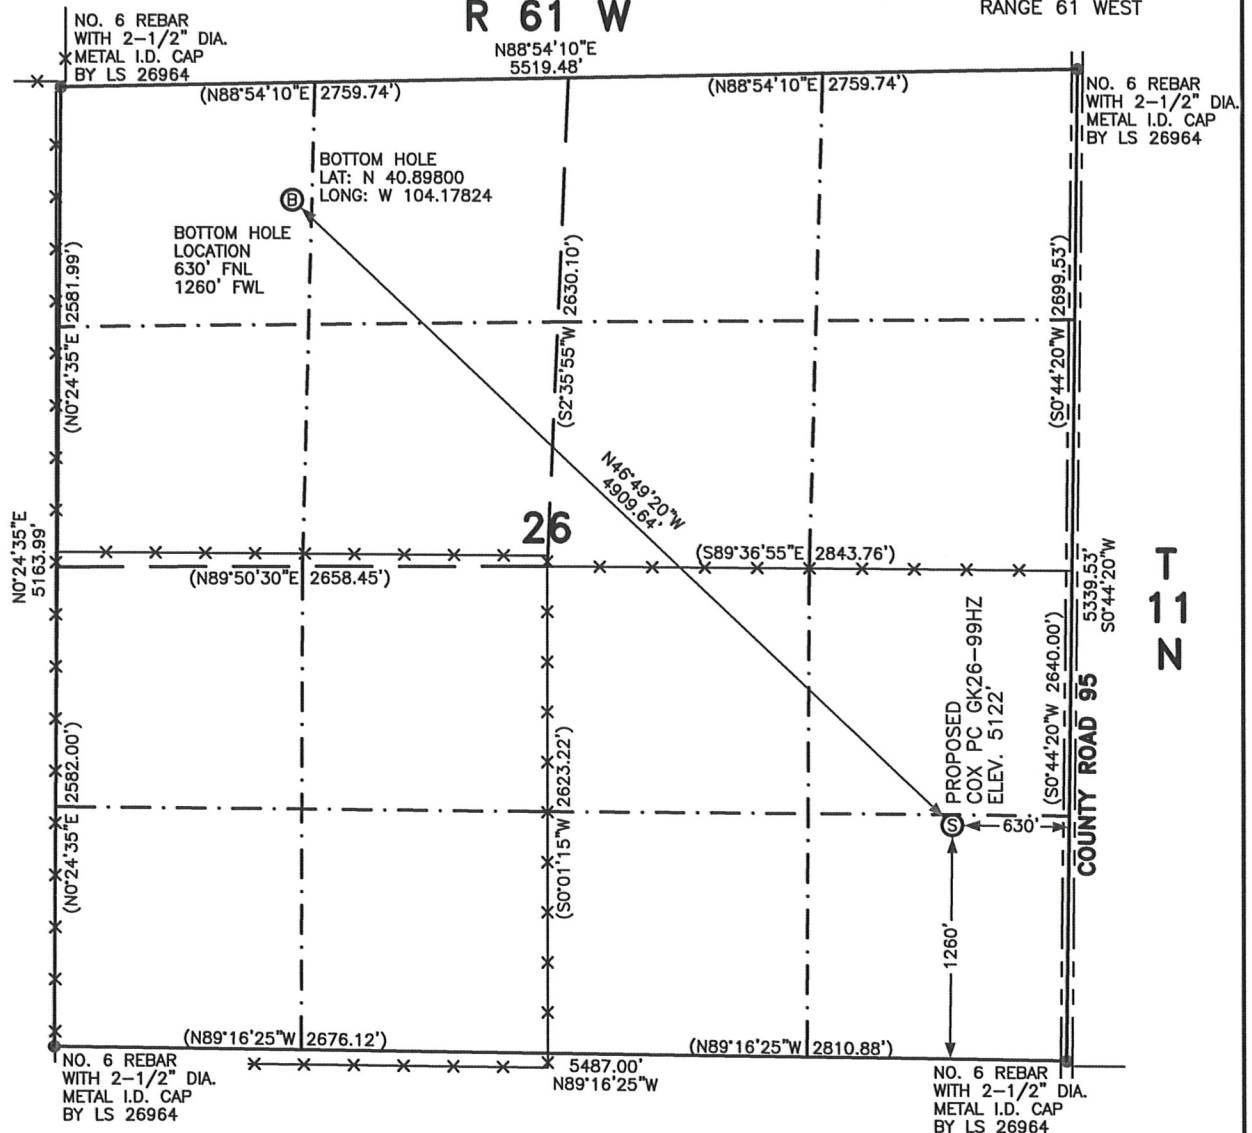 R 61 W
RANGE 61 WEST
NO. 6 REBAR
WITH 2-1/2" DIA.
METAL I.D. CAP
BY LS 26964
N88°54'10"E
5519.48'
(N88°54'10"E 2759.74')
(N88°54'10"E 2759.74')
NO. 6 REBAR
WITH 2-1/2" DIA.
METAL I.D. CAP
BY LS 26964
BOTTOM HOLE
LAT: N 40.89800
LONG: W 104.17824
B
BOTTOM HOLE
LOCATION
630' FNL
1260' FWL
(N0°24'35"E 2581.99')
(S2°35'55"W 2630.10')
(S0°44'20"W 2699.53')
N46°49'20"W
4909.64'
26
N0°24'35"E
5163.99'
(N89°50'30"E 2658.45')
(S89°36'55"E 2843.76')
5339.53'
S0°44'20"W
T
11
N
PROPOSED
COX PC GK26-99HZ
ELEV. 5122'
(S0°44'20"W 2640.00')
COUNTY ROAD 95
(N0°24'35"E 2582.00')
(S0°01'15"W 2623.22')
S
630'
1260'
(N89°16'25"W 2676.12')
(N89°16'25"W 2810.88')
5487.00'
N89°16'25"W
NO. 6 REBAR
WITH 2-1/2" DIA.
METAL I.D. CAP
BY LS 26964
NO. 6 REBAR
WITH 2-1/2" DIA.
METAL I.D. CAP
BY LS 26964